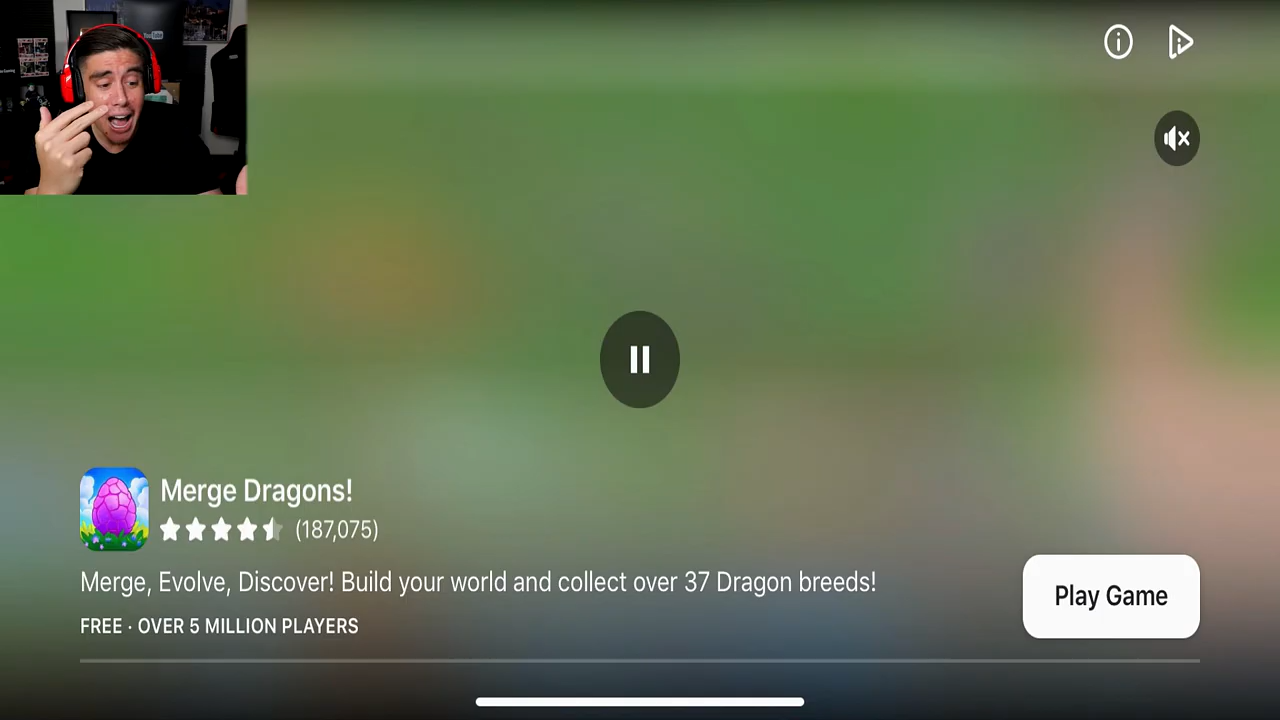 YouTube
Merge Dragons!
(187,075)
Merge, Evolve, Discover! Build your world and collect over 37 Dragon breeds!
Play Game
FREE · OVER 5 MILLION PLAYERS